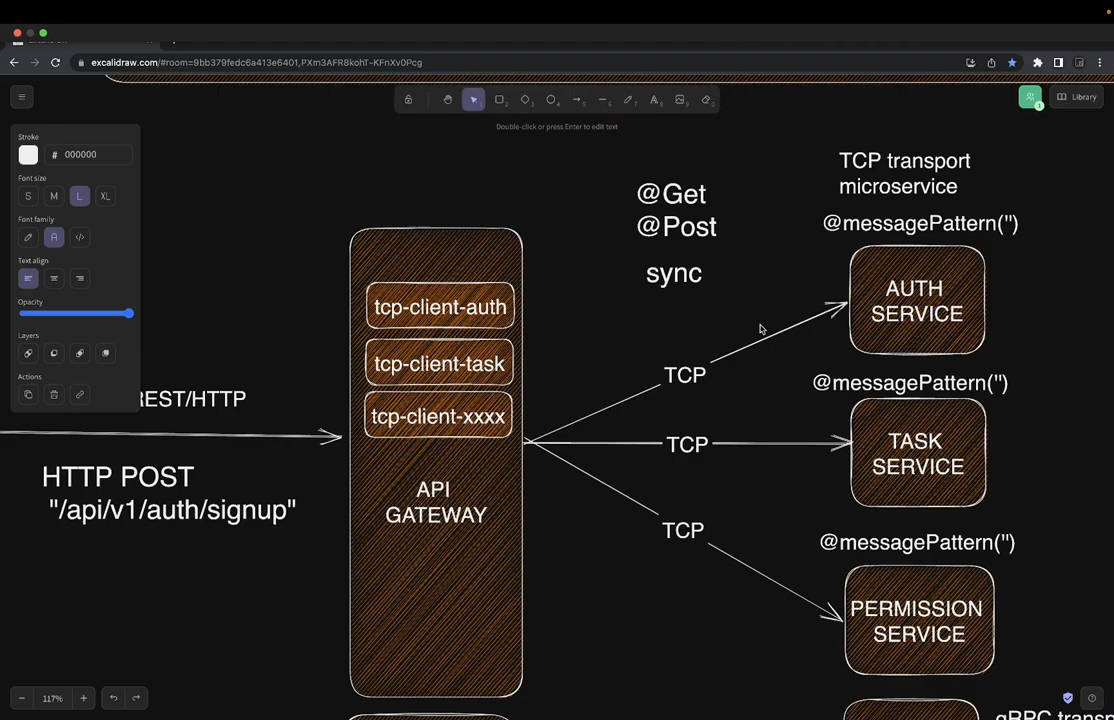 excalidraw.com/#room=9bb379fedc6a413e6401,PXm3AFR8kohT-KFnXv0Pcg
Library
Double-click or press Enter to edit text
Stroke
# 000000
Font size
S M L XL
Font family
A
Text align
Opacity
Layers
Actions
REST/HTTP
HTTP POST
"/api/v1/auth/signup"
tcp-client-auth
tcp-client-task
tcp-client-xxxx
API
GATEWAY
@Get
@Post
sync
TCP
TCP
TCP
TCP transport
microservice
@messagePattern('')
AUTH
SERVICE
@messagePattern('')
TASK
SERVICE
@messagePattern('')
PERMISSION
SERVICE
117%